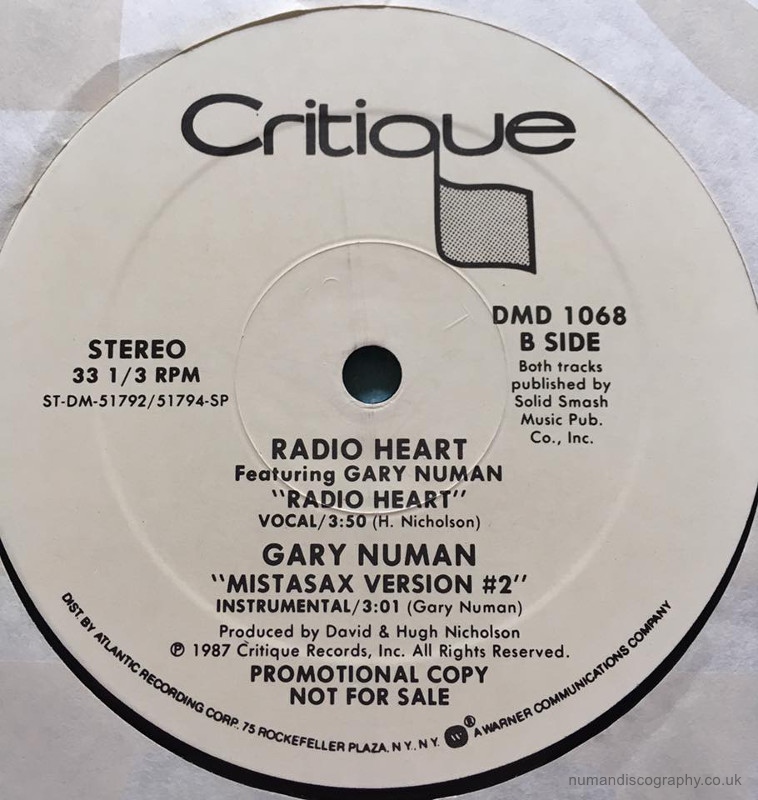 Critique
STEREO
33 1/3 RPM
ST-DM-51792/51794-SP
DMD 1068
B SIDE
Both tracks
published by
Solid Smash
Music Pub.
Co., Inc.
RADIO HEART
Featuring GARY NUMAN
"RADIO HEART"
VOCAL/3:50 (H. Nicholson)
GARY NUMAN
"MISTASAX VERSION #2"
INSTRUMENTAL/3:01 (Gary Numan)
Produced by David & Hugh Nicholson
℗ 1987 Critique Records, Inc. All Rights Reserved.
PROMOTIONAL COPY
NOT FOR SALE
DIST. BY ATLANTIC RECORDING CORP. 75 ROCKEFELLER PLAZA, N.Y. N.Y. W ® A WARNER COMMUNICATIONS COMPANY
numandiscography.co.uk